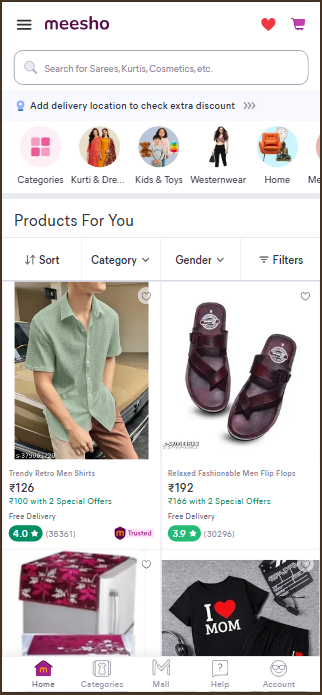 meesho
Search for Sarees, Kurtis, Cosmetics, etc.
Add delivery location to check extra discount
Categories
Kurti & Dre...
Kids & Toys
Westernwear
Home
Me
Products For You
Sort
Category
Gender
Filters
s-375001720
Trendy Retro Men Shirts
₹126
₹100 with 2 Special Offers
Free Delivery
4.0 ★ (38361)
m Trusted
Relaxed Fashionable Men Flip Flops
₹192
₹166 with 2 Special Offers
Free Delivery
3.9 ★ (30296)
I ❤ MOM
Home
Categories
Mall
Help
Account